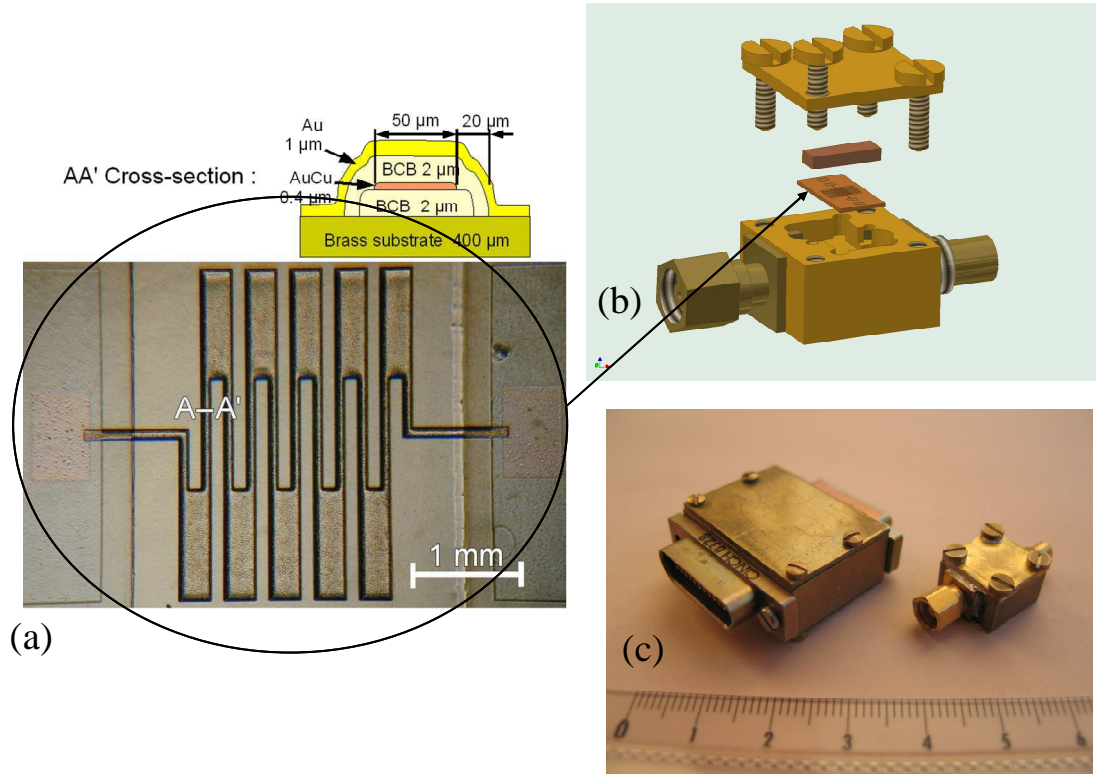 50 µm
20 µm
Au
1 µm
BCB 2 µm
AA' Cross-section :
AuCu
0.4 µm
BCB 2 µm
Brass substrate 400 µm
A–A'
1 mm
(a)
(b)
(c)
0 1 2 3 4 5 6